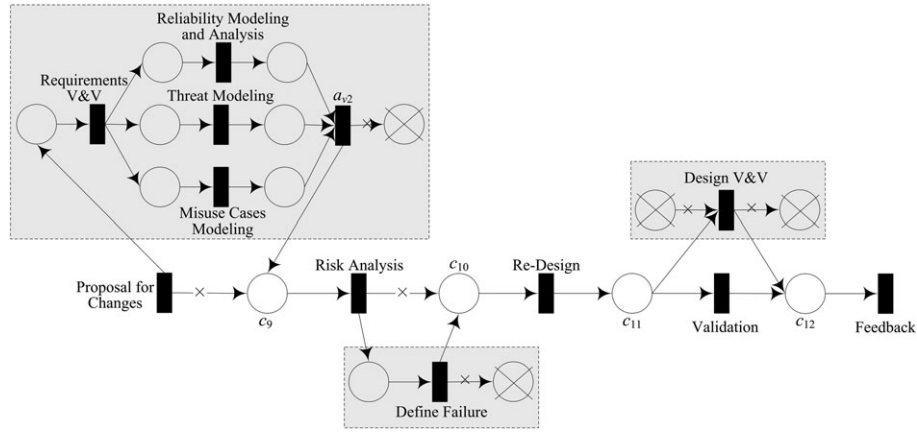 Reliability Modeling
and Analysis
Requirements
V&V
Threat Modeling
a_{v2}
Misuse Cases
Modeling
Design V&V
Proposal for
Changes
c_9
Risk Analysis
c_{10}
Re-Design
c_{11}
Validation
c_{12}
Feedback
Define Failure